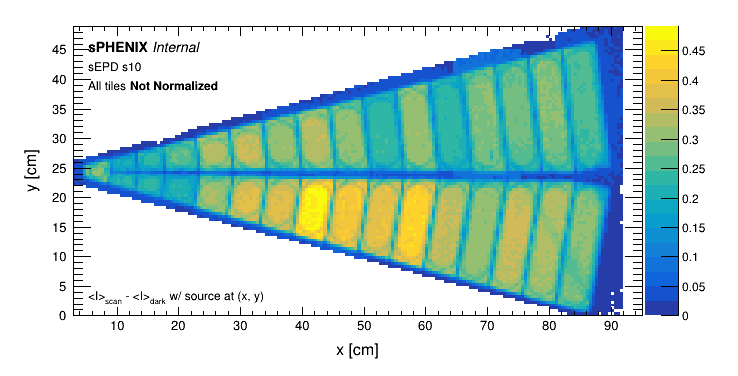 sPHENIX Internal
sEPD s10
All tiles Not Normalized
<I>scan - <I>dark w/ source at (x, y)
y [cm]
45
40
35
30
25
20
15
10
5
0
10 20 30 40 50 60 70 80 90
x [cm]
0.45
0.4
0.35
0.3
0.25
0.2
0.15
0.1
0.05
0